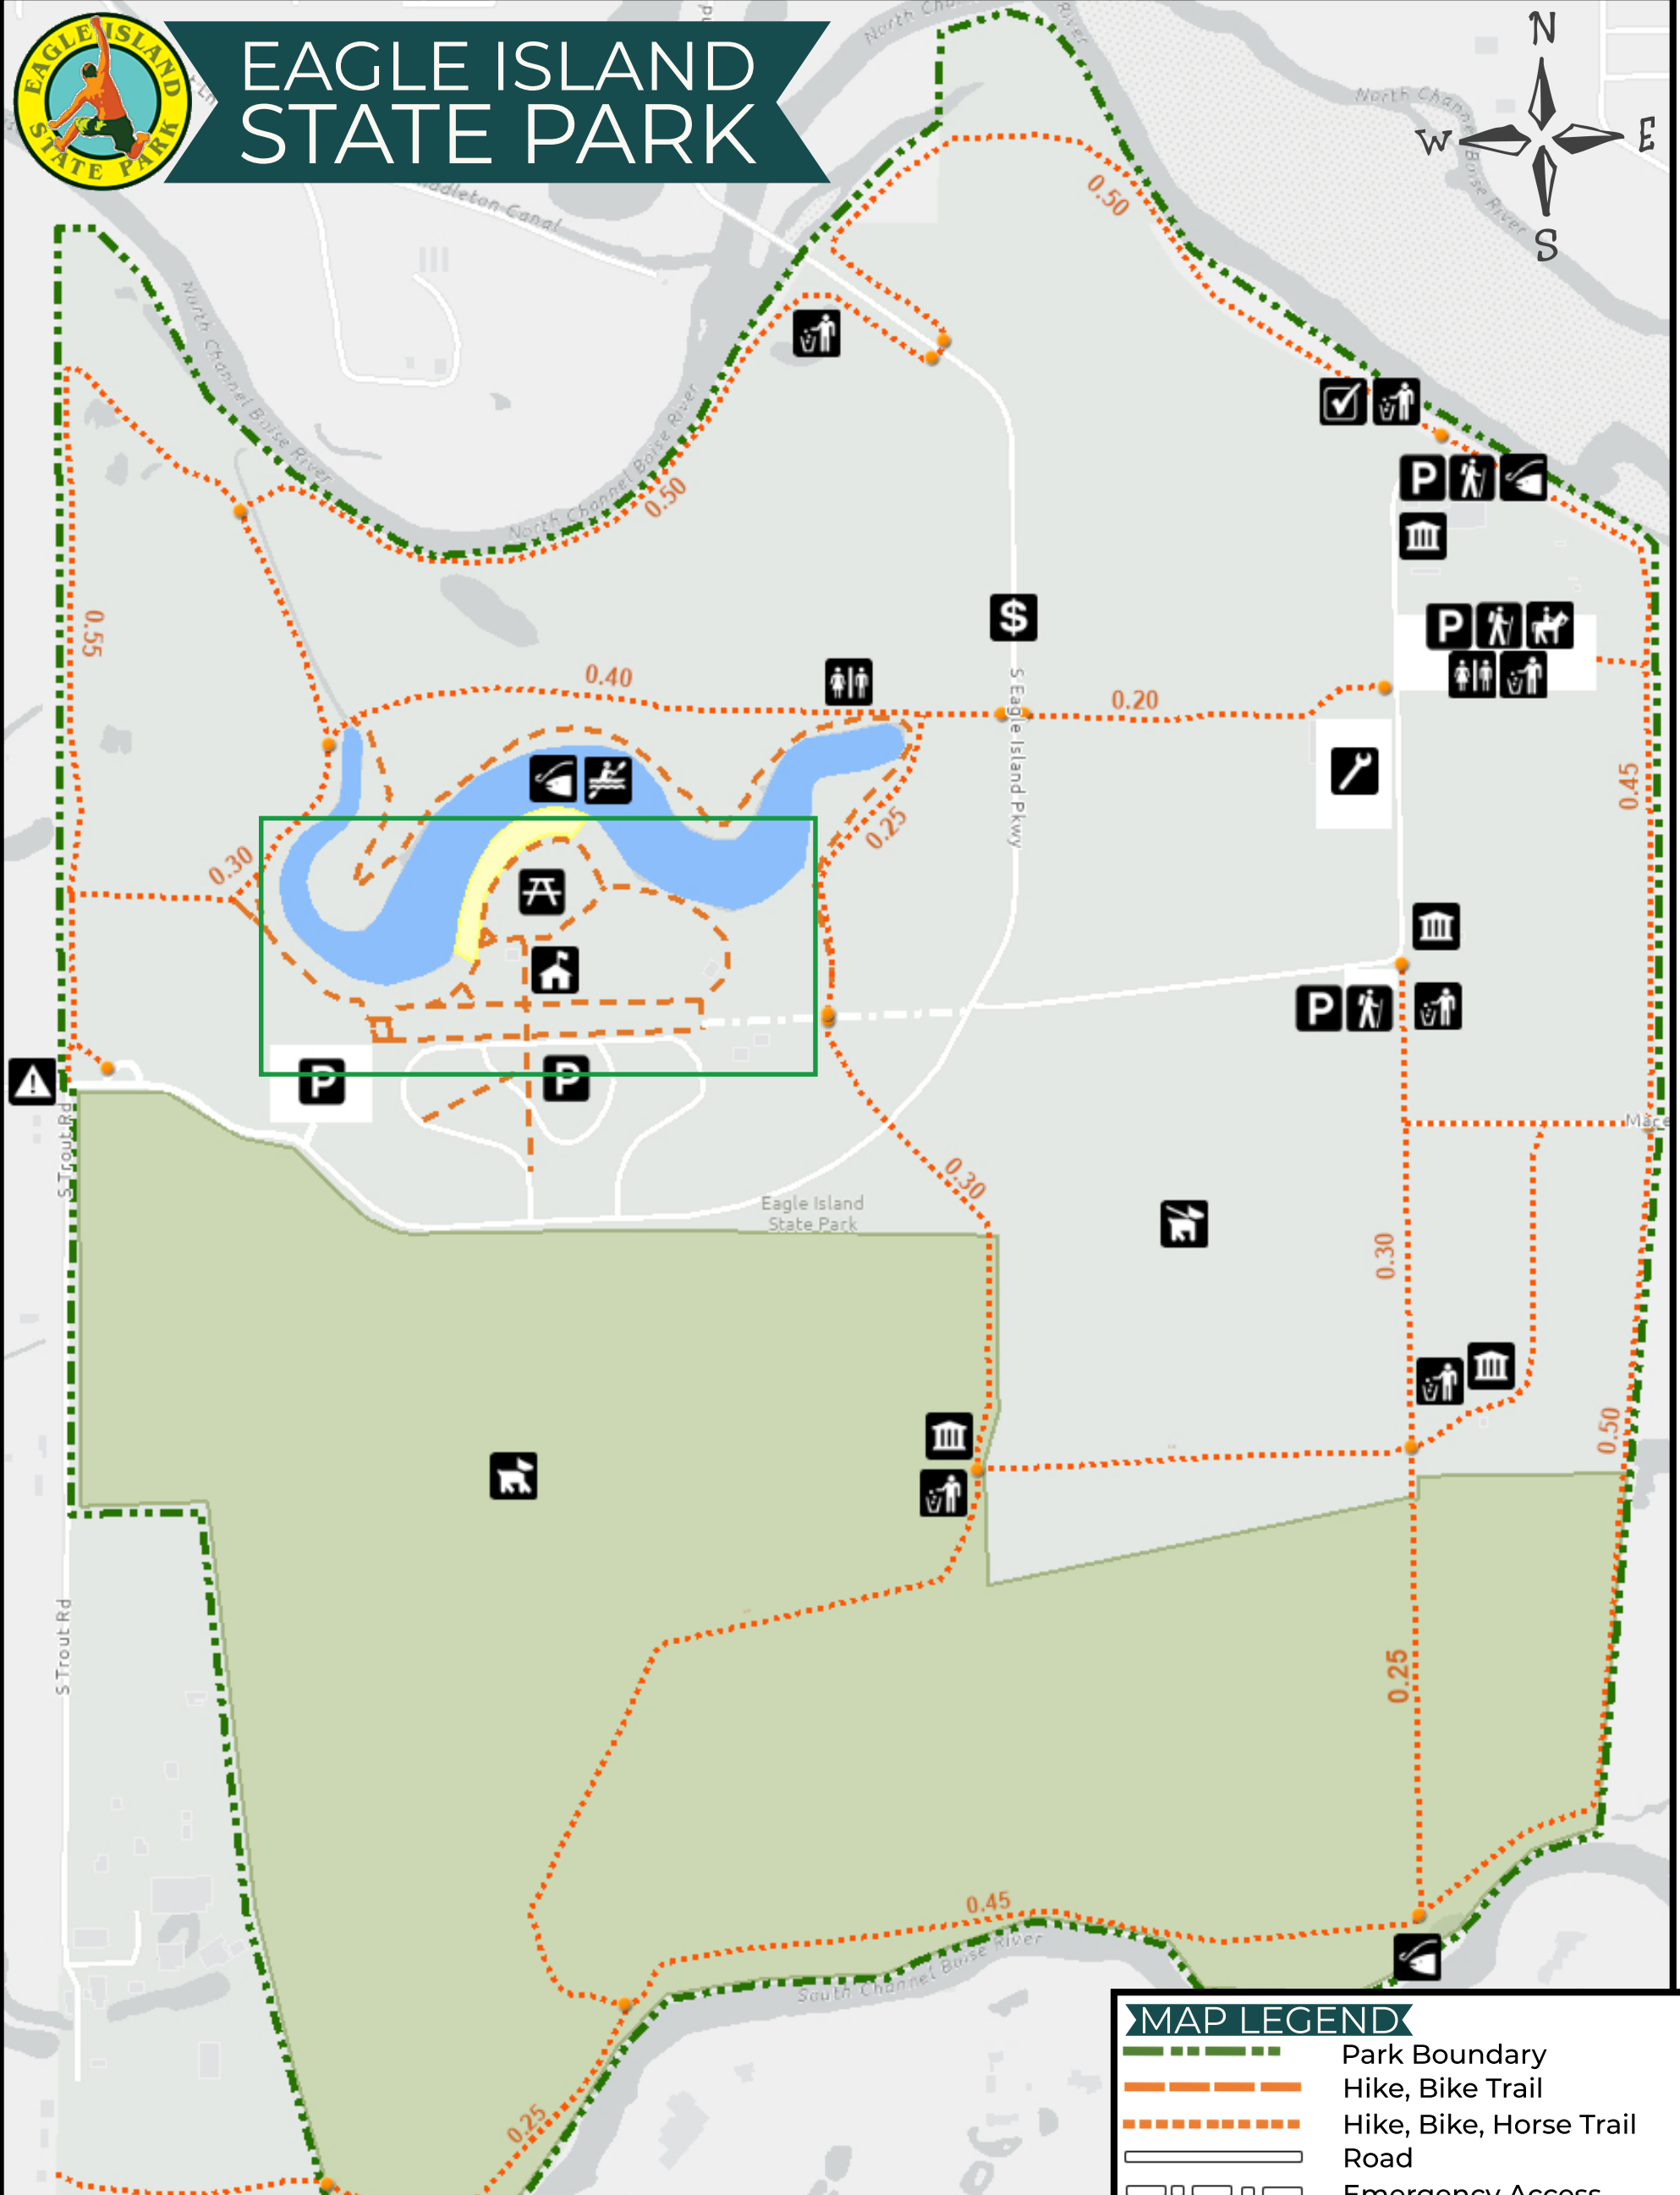 EAGLE ISLAND
STATE PARK
EAGLE ISLAND
STATE PARK
North Channel Boise River
N
W
E
S
0.50
North Channel Boise River
North Channel Boise River
0.50
0.55
$
0.40
S Eagle Island Pkwy
0.20
P
P
0.45
0.25
0.30
P
P
P
S Trout Rd
0.30
Eagle Island
State Park
0.30
0.50
S Trout Rd
0.25
0.45
South Channel Boise River
0.25
MAP LEGEND
Park Boundary
Hike, Bike Trail
Hike, Bike, Horse Trail
Road
Emergency Access